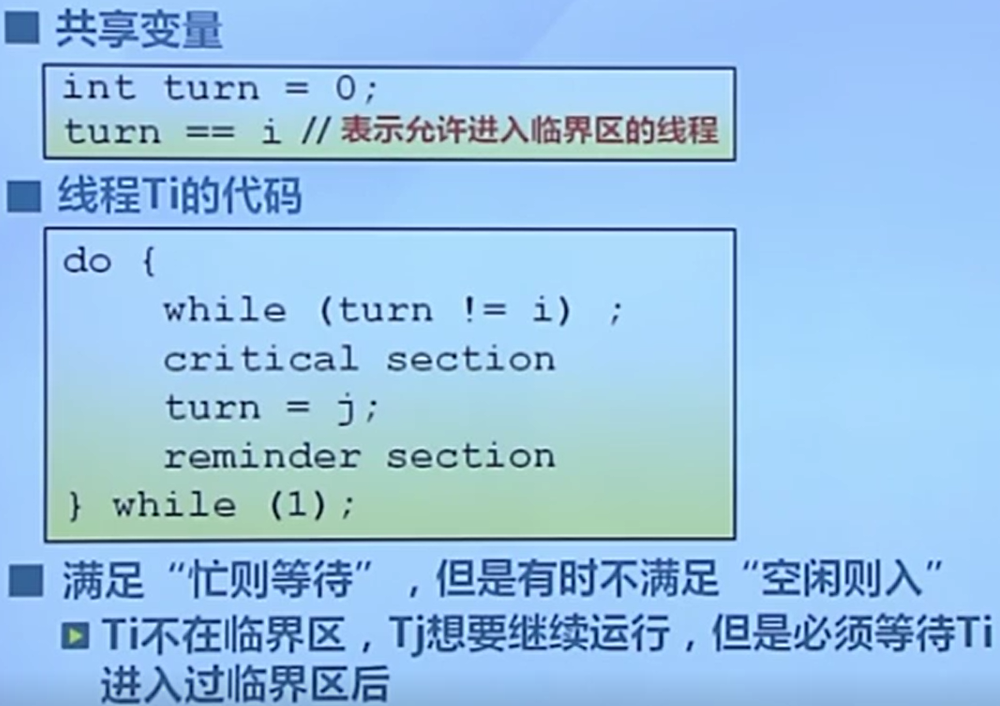 共享变量
int turn = 0;
turn == i // 表示允许进入临界区的线程
线程Ti的代码
do {
while (turn != i) ;
critical section
turn = j;
reminder section
} while (1);
满足“忙则等待”，但是有时不满足“空闲则入”
Ti不在临界区，Tj想要继续运行，但是必须等待Ti
进入过临界区后